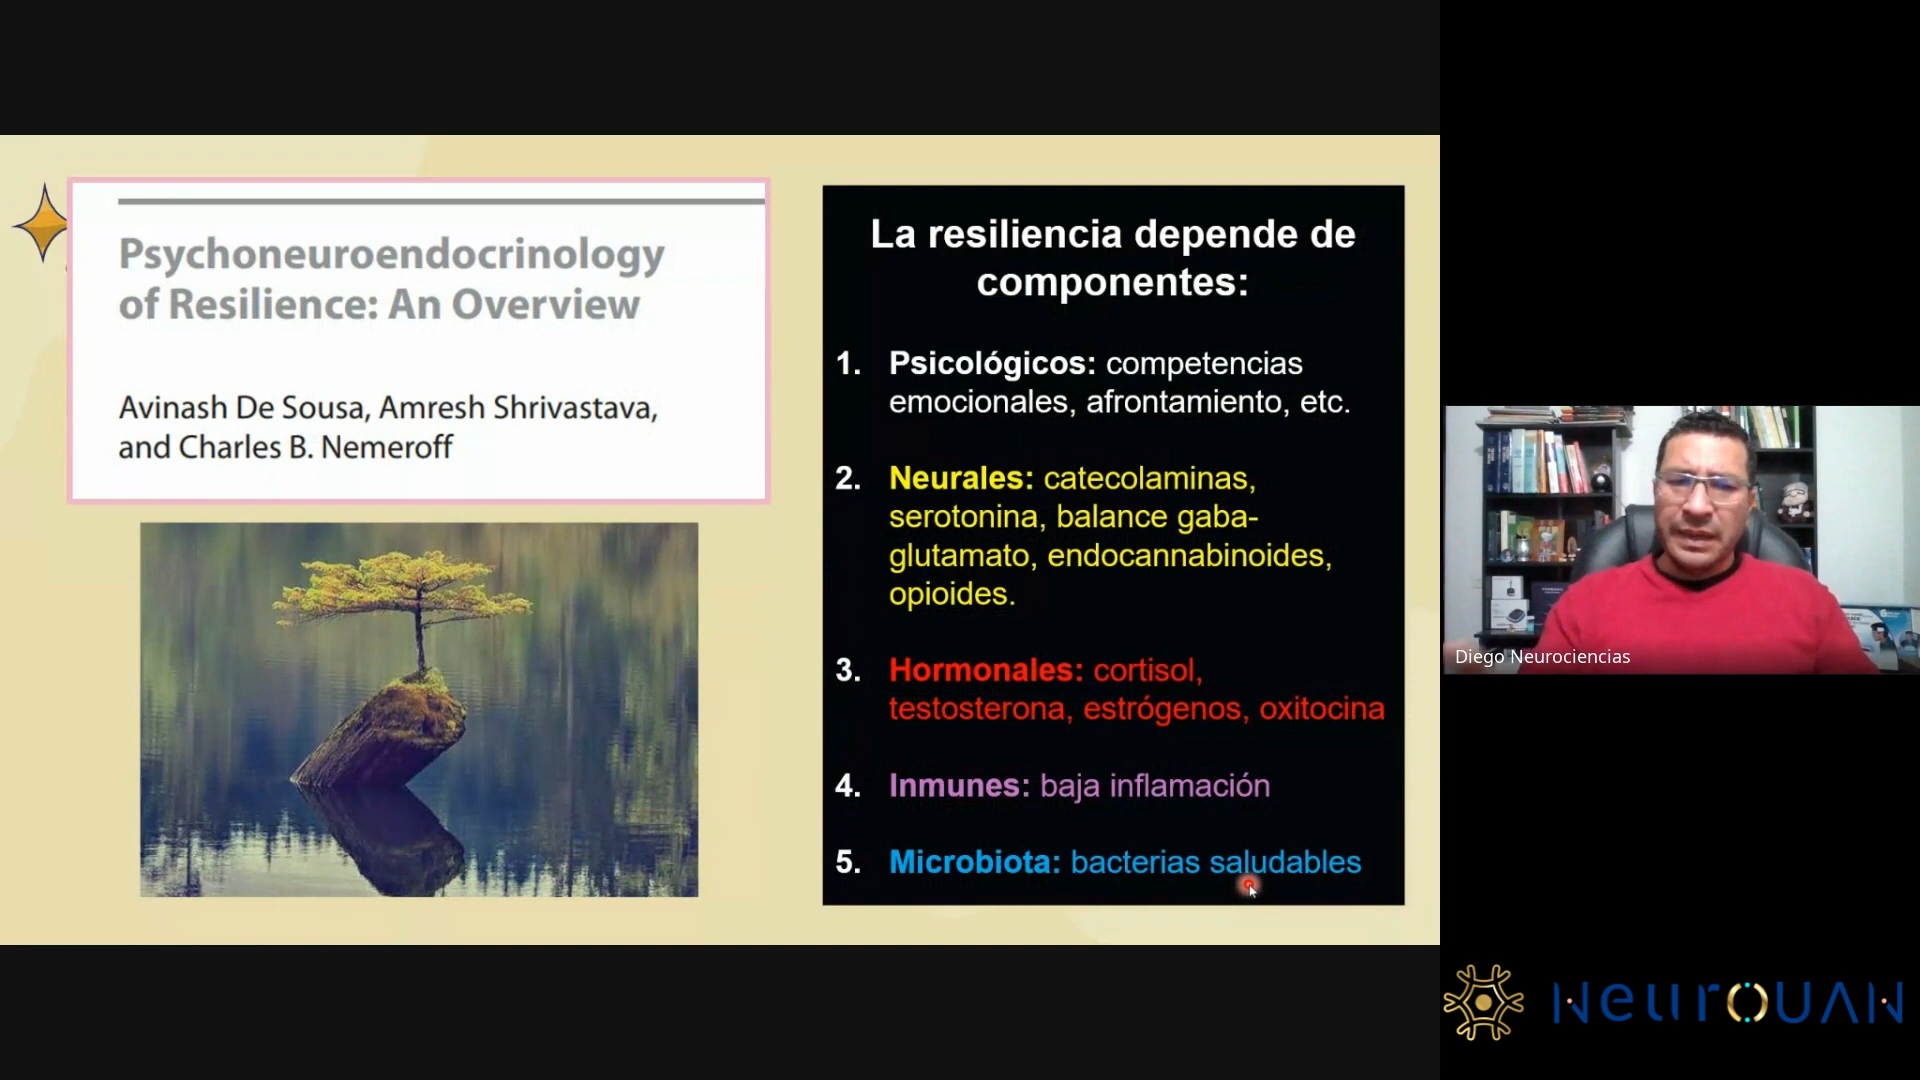 Psychoneuroendocrinology
of Resilience: An Overview
Avinash De Sousa, Amresh Shrivastava,
and Charles B. Nemeroff
La resiliencia depende de
componentes:
1. Psicológicos: competencias
emocionales, afrontamiento, etc.
2. Neurales: catecolaminas,
serotonina, balance gaba-
glutamato, endocannabinoides,
opioides.
3. Hormonales: cortisol,
testosterona, estrógenos, oxitocina
4. Inmunes: baja inflamación
5. Microbiota: bacterias saludables
Diego Neurociencias
NeurOUAN